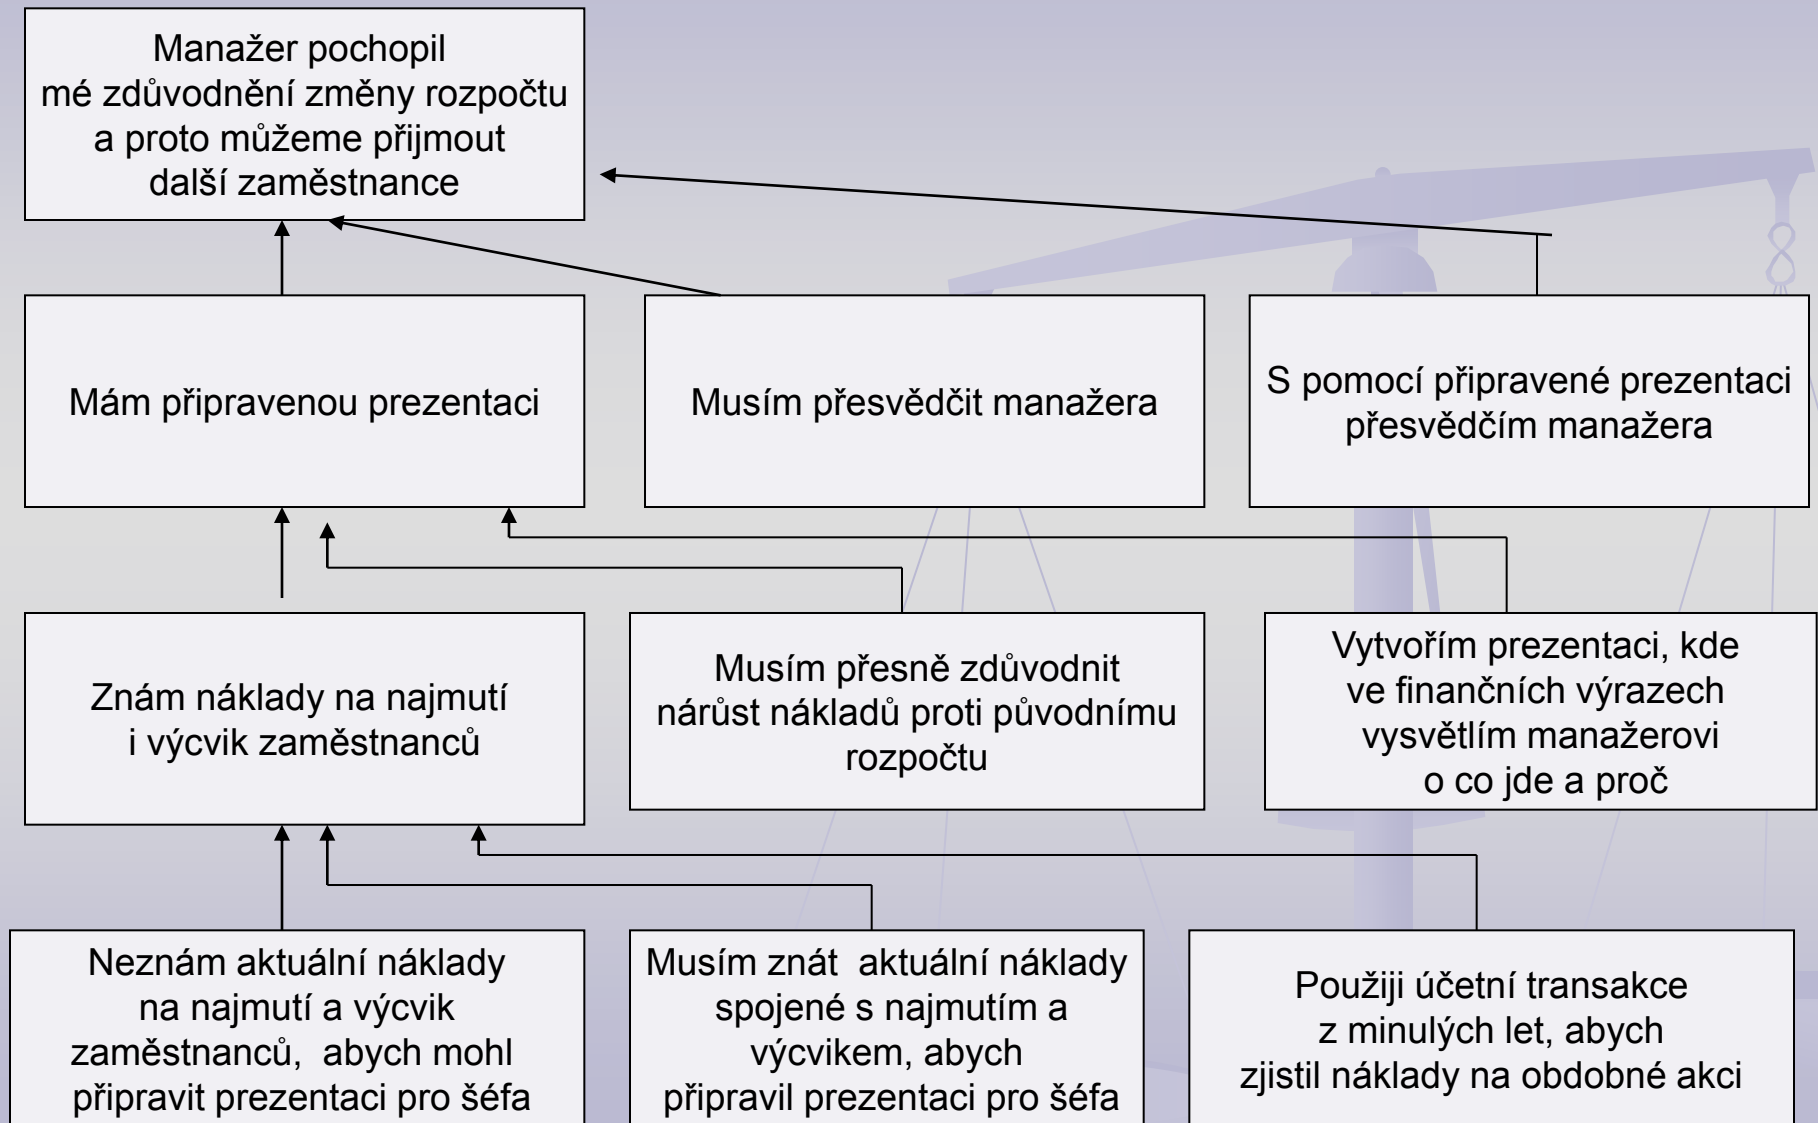 Manažer pochopil
mé zdůvodnění změny rozpočtu
a proto můžeme přijmout
další zaměstnance
Mám připravenou prezentaci
Musím přesvědčit manažera
S pomocí připravené prezentaci
přesvědčím manažera
Znám náklady na najmutí
i výcvik zaměstnanců
Musím přesně zdůvodnit
nárůst nákladů proti původnímu
rozpočtu
Vytvořím prezentaci, kde
ve finančních výrazech
vysvětlím manažerovi
o co jde a proč
Neznám aktuální náklady
na najmutí a výcvik
zaměstnanců,  abych mohl
připravit prezentaci pro šéfa
Musím znát  aktuální náklady
spojené s najmutím a
výcvikem, abych
připravil prezentaci pro šéfa
Použiji účetní transakce
z minulých let, abych
zjistil náklady na obdobné akci